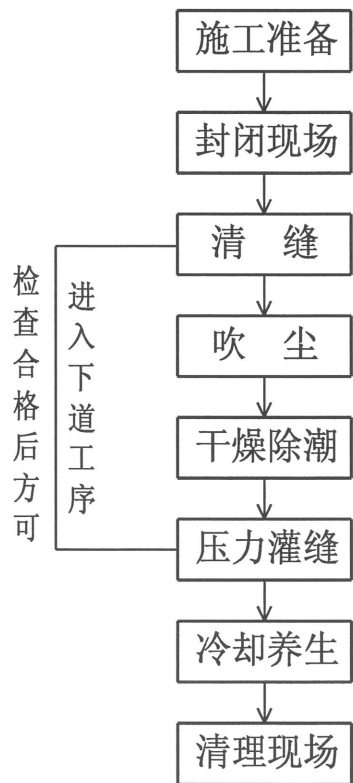 施工准备
封闭现场
清 缝
吹 尘
干燥除潮
压力灌缝
冷却养生
清理现场
检查合格后方可
进入下道工序